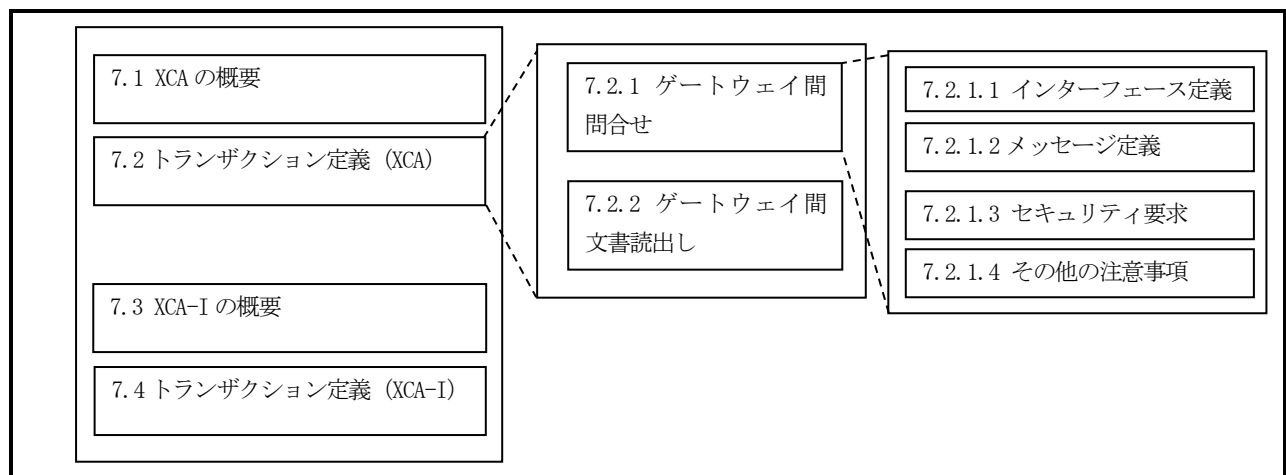 7.1 XCA の概要
7.2 トランザクション定義 (XCA)
7.3 XCA-I の概要
7.4 トランザクション定義 (XCA-I)
7.2.1 ゲートウェイ間
問合せ
7.2.2 ゲートウェイ間
文書読出し
7.2.1.1 インターフェース定義
7.2.1.2 メッセージ定義
7.2.1.3 セキュリティ要求
7.2.1.4 その他の注意事項